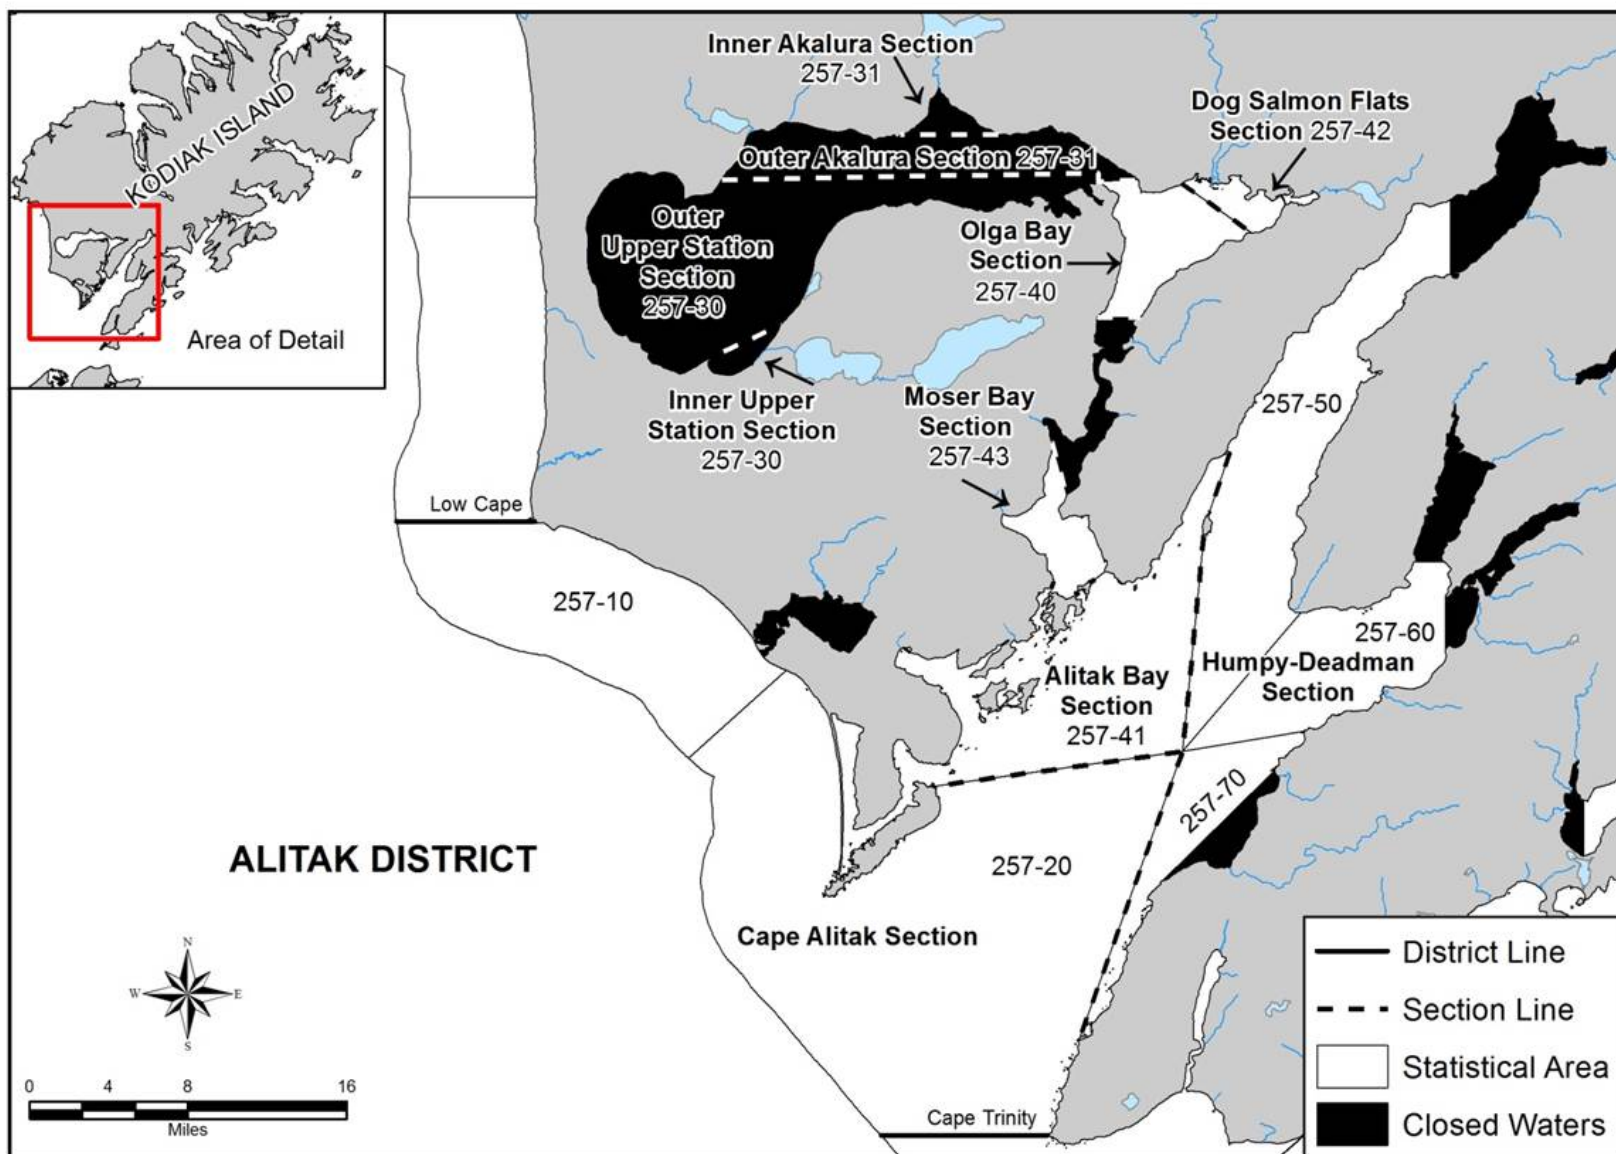 KODIAK ISLAND
Area of Detail
Inner Akalura Section
257-31
Dog Salmon Flats
Section 257-42
Outer Akalura Section 257-31
Outer
Upper Station
Section
257-30
Olga Bay
Section
257-40
Inner Upper
Station Section
257-30
Moser Bay
Section
257-43
257-50
Low Cape
257-10
257-60
Humpy-Deadman
Section
Alitak Bay
Section
257-41
257-70
ALITAK DISTRICT
257-20
Cape Alitak Section
N
W E
S
0 4 8 16
Miles
Cape Trinity
District Line
Section Line
Statistical Area
Closed Waters